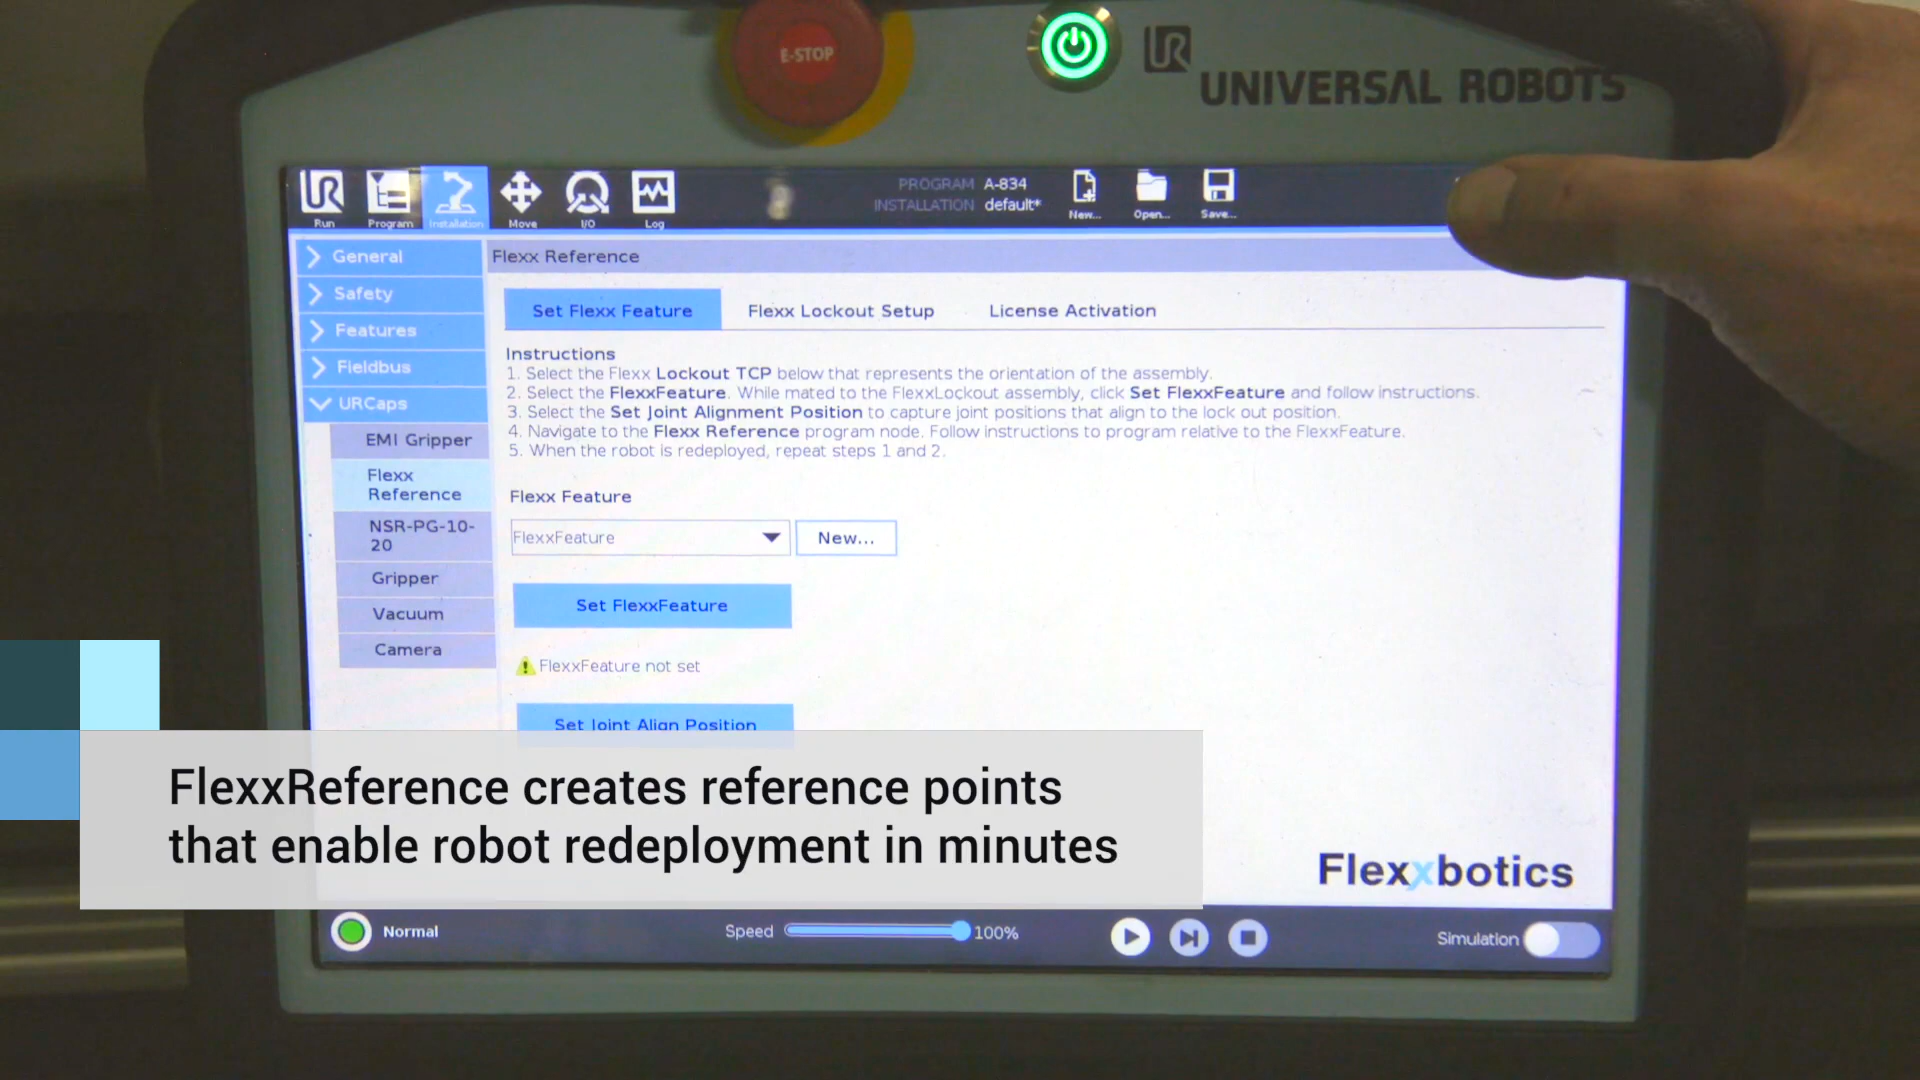 E-STOP
UR
UNIVERSAL ROBOTS
UR
Run
Program
Installation
Move
I/O
Log
PROGRAM A-834
INSTALLATION default*
New...
Open...
Save...
General
Safety
Features
Fieldbus
URCaps
EMI Gripper
Flexx
Reference
NSR-PG-10-
20
Gripper
Vacuum
Camera
Flexx Reference
Set Flexx Feature
Flexx Lockout Setup
License Activation
Instructions
1. Select the Flexx Lockout TCP below that represents the orientation of the assembly.
2. Select the FlexxFeature. While mated to the FlexxLockout assembly, click Set FlexxFeature and follow instructions.
3. Select the Set Joint Alignment Position to capture joint positions that align to the lock out position.
4. Navigate to the Flexx Reference program node. Follow instructions to program relative to the FlexxFeature.
5. When the robot is redeployed, repeat steps 1 and 2.
Flexx Feature
FlexxFeature
New...
Set FlexxFeature
FlexxFeature not set
Set Joint Align Position
FlexxReference creates reference points
that enable robot redeployment in minutes
Flexxbotics
Normal
Speed
100%
Simulation